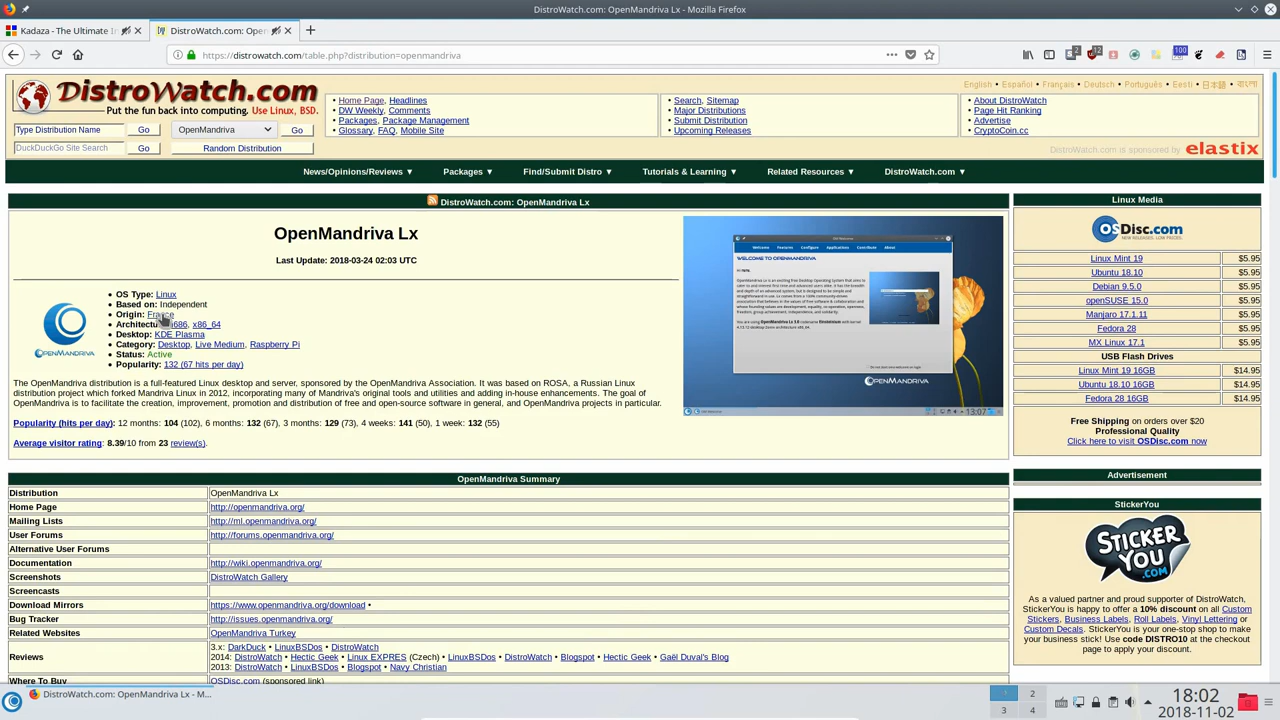 DistroWatch.com: OpenMandriva Lx - Mozilla Firefox
Kadaza - The Ultimate In
DistroWatch.com: Open
https://distrowatch.com/table.php?distribution=openmandriva
2
12
100
DistroWatch.com
Put the fun back into computing. Use Linux, BSD.
English • Español • Français • Deutsch • Português • Eesti • 日本語 • বাংলা
• Home Page, Headlines
• DW Weekly, Comments
• Packages, Package Management
• Glossary, FAQ, Mobile Site
• Search, Sitemap
• Major Distributions
• Submit Distribution
• Upcoming Releases
• About DistroWatch
• Page Hit Ranking
• Advertise
• CryptoCoin.cc
Type Distribution Name Go OpenMandriva Go
DuckDuckGo Site Search Go Random Distribution
DistroWatch.com is sponsored by elastix
News/Opinions/Reviews ▼ Packages ▼ Find/Submit Distro ▼ Tutorials & Learning ▼ Related Resources ▼ DistroWatch.com ▼
DistroWatch.com: OpenMandriva Lx
OpenMandriva Lx
Last Update: 2018-03-24 02:03 UTC
OPENMANDRIVA
• OS Type: Linux
• Based on: Independent
• Origin:
• i686, x86_64
• Desktop: KDE Plasma
• Category: Desktop, Live Medium, Raspberry Pi
• Status: Active
• Popularity: 132 (67 hits per day)
WELCOME TO OPENMANDRIVA
OPENMANDRIVA
13:07
The OpenMandriva distribution is a full-featured Linux desktop and server, sponsored by the OpenMandriva Association. It was based on ROSA, a Russian Linux
distribution project which forked Mandriva Linux in 2012, incorporating many of Mandriva's original tools and utilities and adding in-house enhancements. The goal of
OpenMandriva is to facilitate the creation, improvement, promotion and distribution of free and open-source software in general, and OpenMandriva projects in particular.
Popularity (hits per day): 12 months: 104 (102), 6 months: 132 (67), 3 months: 129 (73), 4 weeks: 141 (50), 1 week: 132 (55)
Average visitor rating: 8.39/10 from 23 review(s).
OpenMandriva Summary
Distribution OpenMandriva Lx
Home Page http://openmandriva.org/
Mailing Lists http://ml.openmandriva.org/
User Forums http://forums.openmandriva.org/
Alternative User Forums
Documentation http://wiki.openmandriva.org/
Screenshots DistroWatch Gallery
Screencasts
Download Mirrors https://www.openmandriva.org/download •
Bug Tracker http://issues.openmandriva.org/
Related Websites OpenMandriva Turkey
Reviews
3.x: DarkDuck • LinuxBSDos • DistroWatch
2014: DistroWatch • Hectic Geek • Linux EXPRES (Czech) • LinuxBSDos • DistroWatch • Blogspot • Hectic Geek • Gaël Duval's Blog
2013: DistroWatch • LinuxBSDos • Blogspot • Navy Christian
Where To Buy OSDisc.com (sponsored link)
Linux Media
OSDisc.com
Linux Mint 19 $5.95
Ubuntu 18.10 $5.95
Debian 9.5.0 $5.95
openSUSE 15.0 $5.95
Manjaro 17.1.11 $5.95
Fedora 28 $5.95
MX Linux 17.1 $5.95
USB Flash Drives
Linux Mint 19 16GB $14.95
Ubuntu 18.10 16GB $14.95
Fedora 28 16GB $14.95
Free Shipping on orders over $20
Professional Quality
Click here to visit OSDisc.com now
Advertisement
StickerYou
STICKER
YOU
.COM
As a valued partner and proud supporter of DistroWatch,
StickerYou is happy to offer a 10% discount on all Custom
Stickers, Business Labels, Roll Labels, Vinyl Lettering or
Custom Decals. StickerYou is your one-stop shop to make
your business stick! Use code DISTRO10 at the checkout
page to apply your discount.
DistroWatch.com: OpenMandriva Lx - M...
1 2
3 4
18:02
2018-11-02